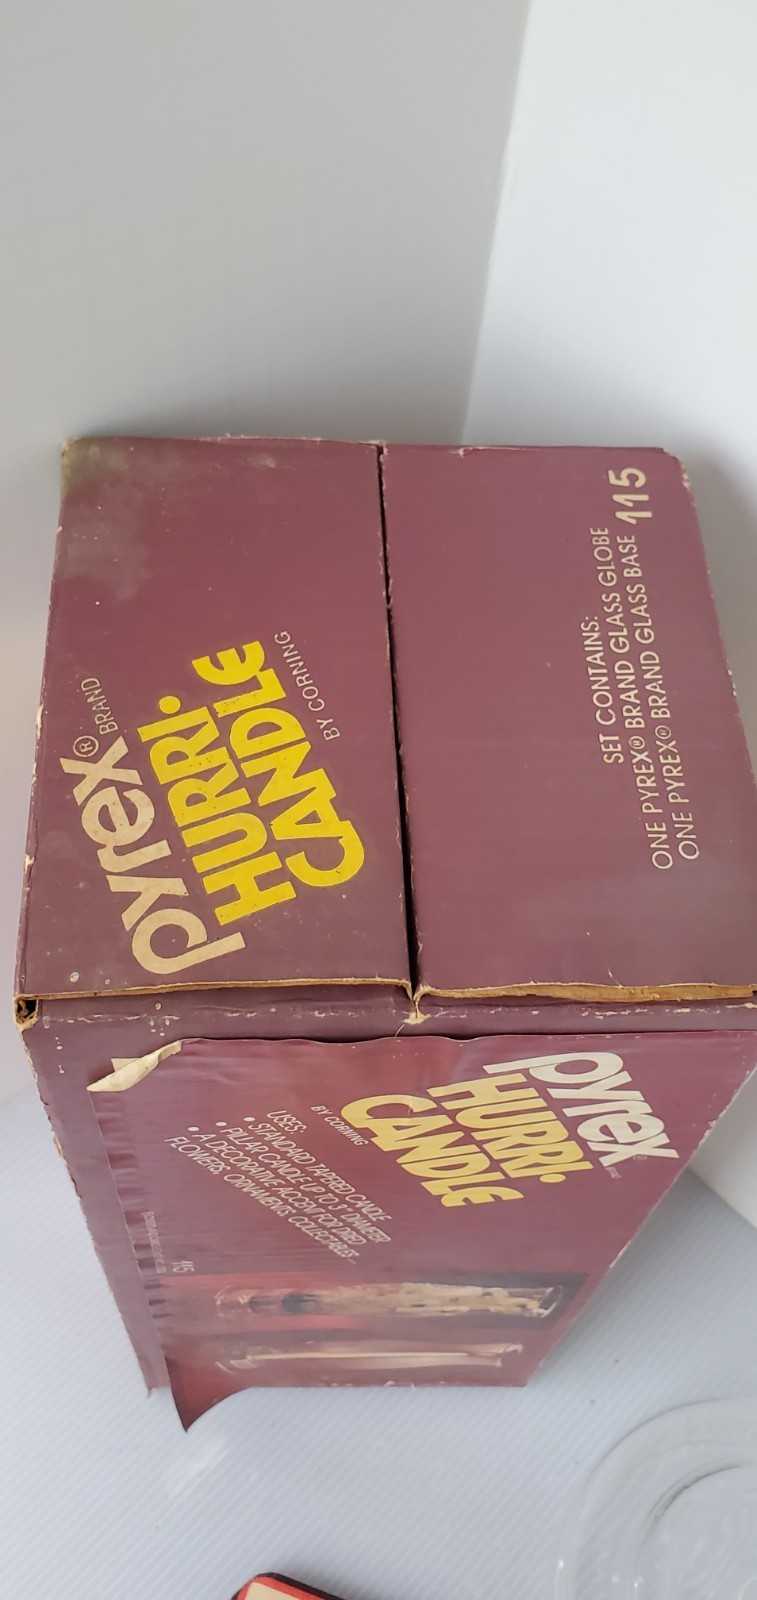 pyrex® BRAND
HURRI·
CANDLE
BY CORNING
SET CONTAINS:
ONE PYREX® BRAND GLASS GLOBE
ONE PYREX® BRAND GLASS BASE
115
pyrex
HURRI·
CANDLE
BY CORNING
USES:
• STANDARD TAPERED CANDLE
• PILLAR CANDLE UP TO 3" DIAMETER
• A DECORATIVE ACCENT FOR DRIED
FLOWERS, ORNAMENTS, COLLECTABLES...
115